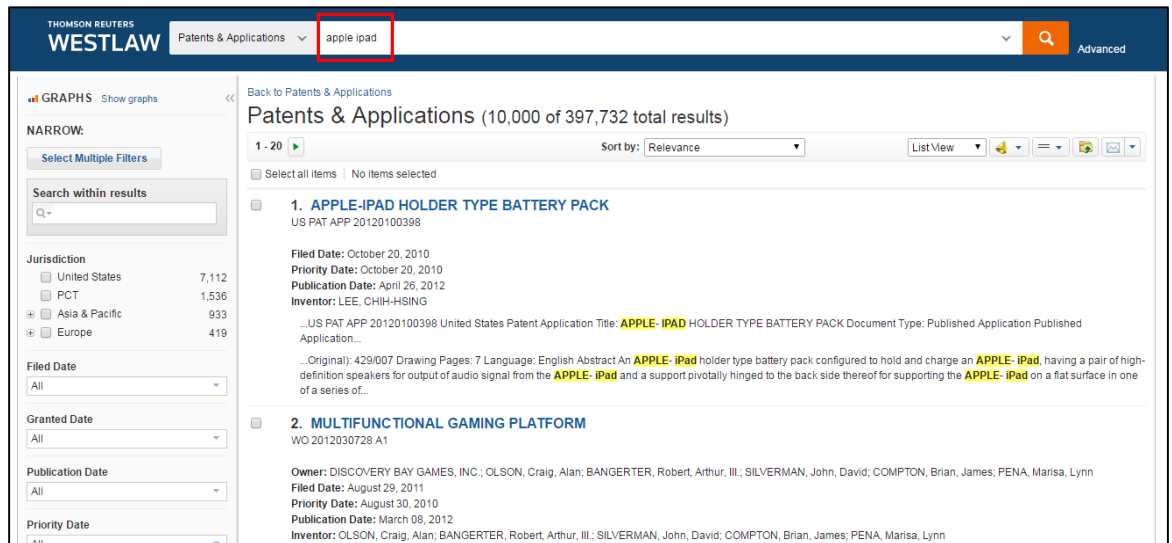 THOMSON REUTERS
WESTLAW
Patents & Applications
apple ipad
Advanced
GRAPHS Show graphs
NARROW:
Select Multiple Filters
Search within results
Jurisdiction
United States 7,112
PCT 1,536
Asia & Pacific 933
Europe 419
Filed Date
All
Granted Date
All
Publication Date
All
Priority Date
All
Back to Patents & Applications
Patents & Applications (10,000 of 397,732 total results)
1 - 20
Sort by: Relevance
List View
Select all items | No items selected
1. APPLE-IPAD HOLDER TYPE BATTERY PACK
US PAT APP 20120100398
Filed Date: October 20, 2010
Priority Date: October 20, 2010
Publication Date: April 26, 2012
Inventor: LEE, CHIH-HSING
...US PAT APP 20120100398 United States Patent Application Title: APPLE- IPAD HOLDER TYPE BATTERY PACK Document Type: Published Application Published
Application...
...Original): 429/007 Drawing Pages: 7 Language: English Abstract An APPLE- iPad holder type battery pack configured to hold and charge an APPLE- iPad, having a pair of high-
definition speakers for output of audio signal from the APPLE- iPad and a support pivotally hinged to the back side thereof for supporting the APPLE- iPad on a flat surface in one
of a series of...
2. MULTIFUNCTIONAL GAMING PLATFORM
WO 2012030728 A1
Owner: DISCOVERY BAY GAMES, INC.; OLSON, Craig, Alan; BANGERTER, Robert, Arthur, III.; SILVERMAN, John, David; COMPTON, Brian, James; PENA, Marisa, Lynn
Filed Date: August 29, 2011
Priority Date: August 30, 2010
Publication Date: March 08, 2012
Inventor: OLSON, Craig, Alan; BANGERTER, Robert, Arthur, III.; SILVERMAN, John, David; COMPTON, Brian, James; PENA, Marisa, Lynn